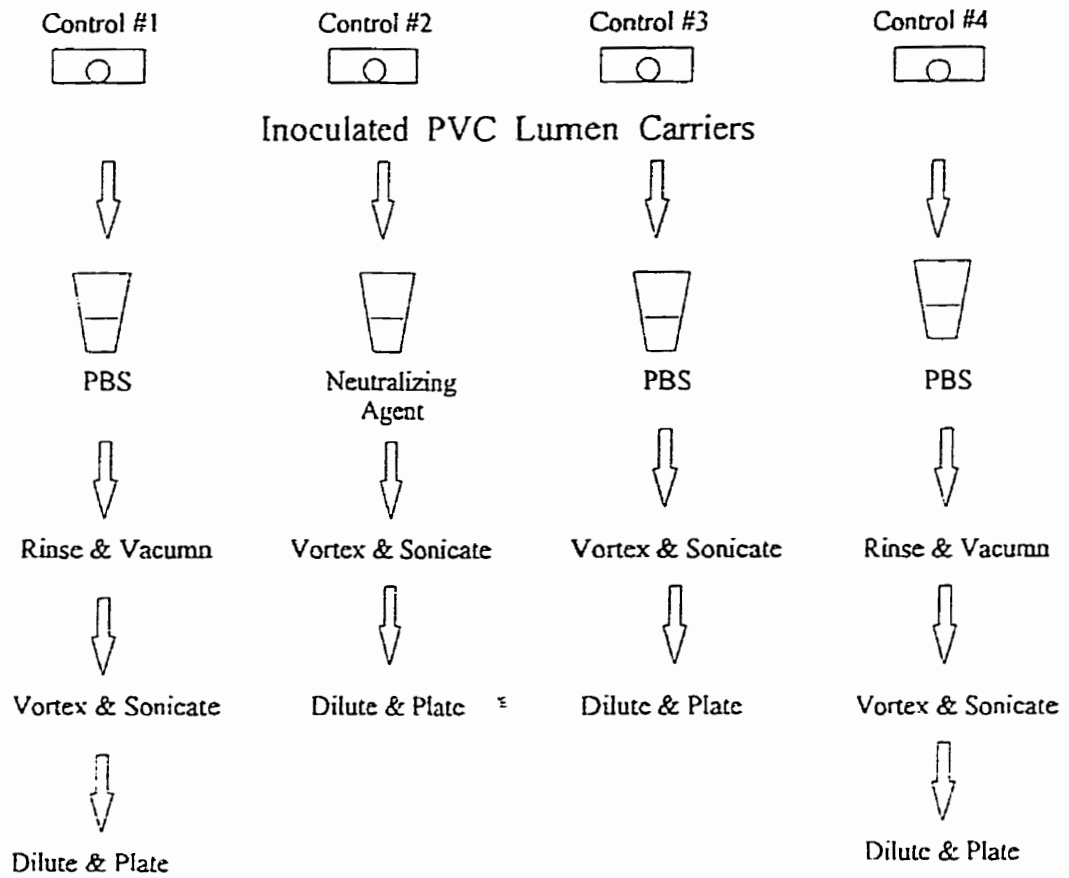 Control #1
Control #2
Control #3
Control #4
Inoculated PVC Lumen Carriers
PBS
Neutralizing
Agent
PBS
PBS
Rinse & Vacumn
Vortex & Sonicate
Vortex & Sonicate
Rinse & Vacumn
Vortex & Sonicate
Dilute & Plate
Dilute & Plate
Vortex & Sonicate
Dilute & Plate
Dilute & Plate